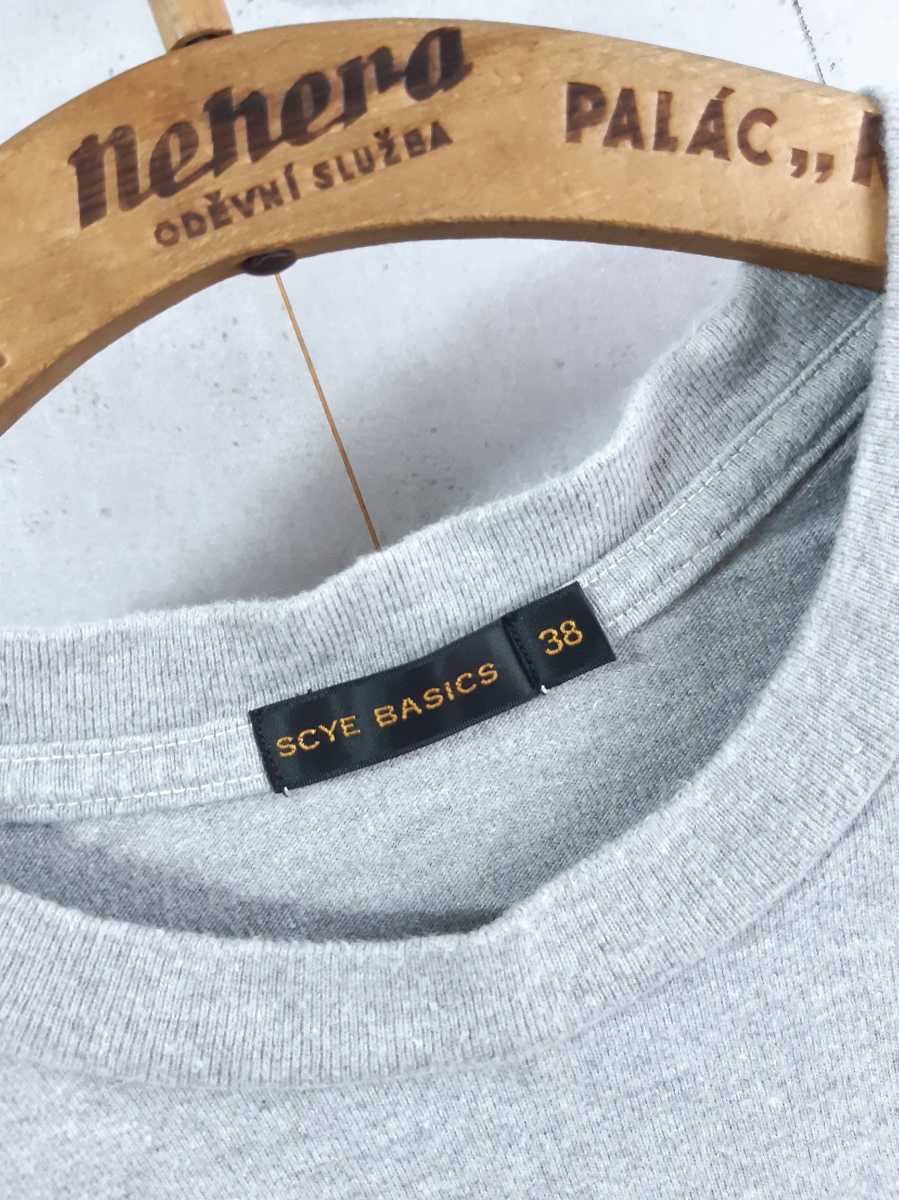 nehera
ODĚVNÍ SLUŽBA
PALÁC „
SCYE BASICS
38